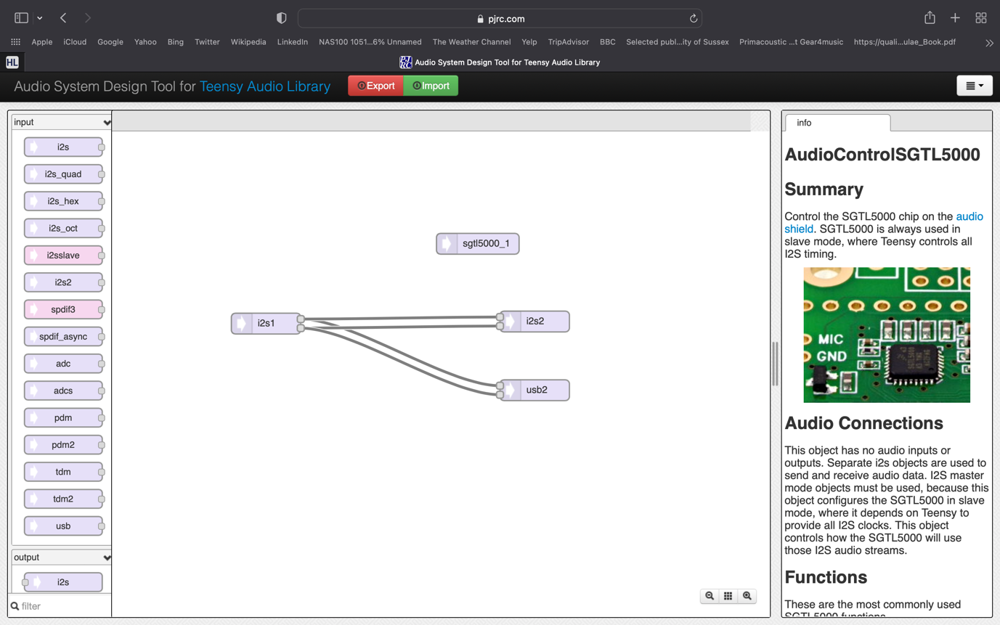 pjrc.com
Apple iCloud Google Yahoo Bing Twitter Wikipedia LinkedIn NAS100 1051...6% Unnamed The Weather Channel Yelp TripAdvisor BBC Selected publ...ity of Sussex Primacoustic ...t Gear4music https://quali...ulae_Book.pdf
HL
PJRC Audio System Design Tool for Teensy Audio Library
Audio System Design Tool for Teensy Audio Library Export Import
input
i2s
i2s_quad
i2s_hex
i2s_oct
i2sslave
i2s2
spdif3
spdif_async
adc
adcs
pdm
pdm2
tdm
tdm2
usb
output
i2s
filter
sgtl5000_1
i2s1
i2s2
usb2
info
AudioControlSGTL5000
Summary
Control the SGTL5000 chip on the audio
shield. SGTL5000 is always used in
slave mode, where Teensy controls all
I2S timing.
MIC
GND
Audio Connections
This object has no audio inputs or
outputs. Separate i2s objects are used to
send and receive audio data. I2S master
mode objects must be used, because this
object configures the SGTL5000 in slave
mode, where it depends on Teensy to
provide all I2S clocks. This object
controls how the SGTL5000 will use
those I2S audio streams.
Functions
These are the most commonly used
SGTL5000 functions